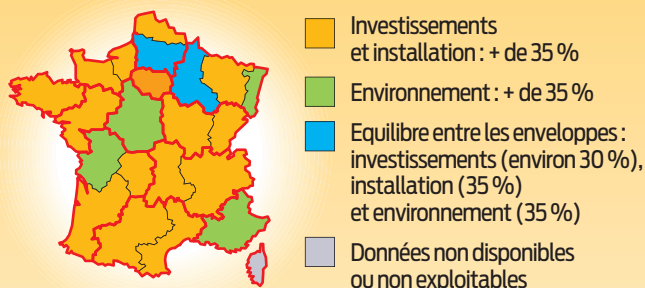 Investissements
et installation : + de 35 %
Environnement : + de 35 %
Equilibre entre les enveloppes :
investissements (environ 30 %),
installation (35 %)
et environnement (35 %)
Données non disponibles
ou non exploitables